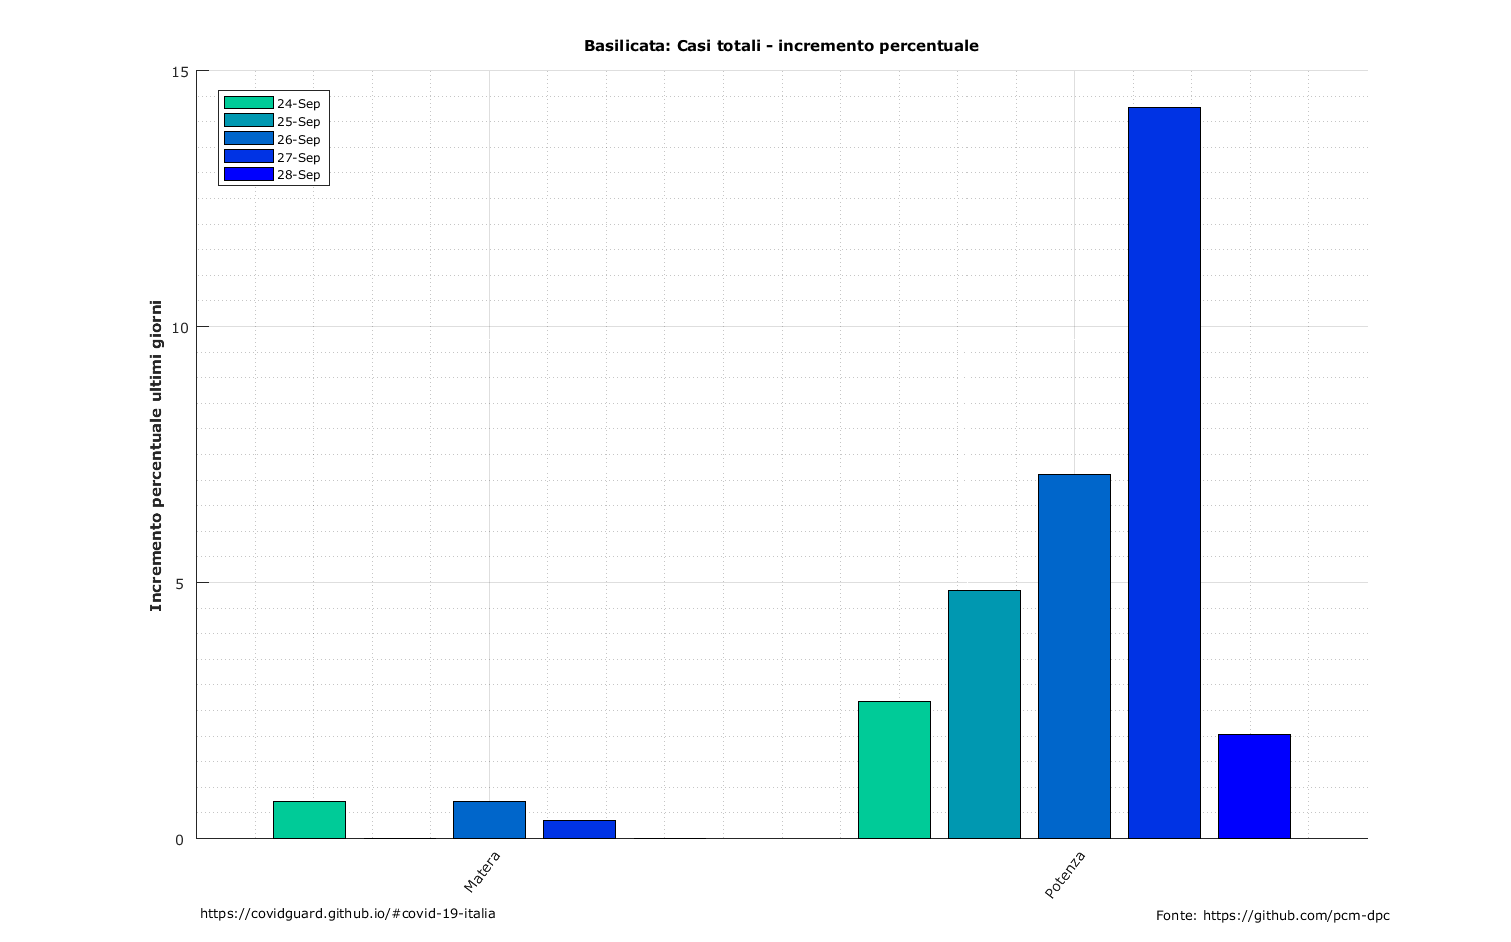 Basilicata: Casi totali - incremento percentuale
15
24-Sep
25-Sep
26-Sep
27-Sep
28-Sep
10
5
0
Incremento percentuale ultimi giorni
Matera
Potenza
https://covidguard.github.io/#covid-19-italia
Fonte: https://github.com/pcm-dpc